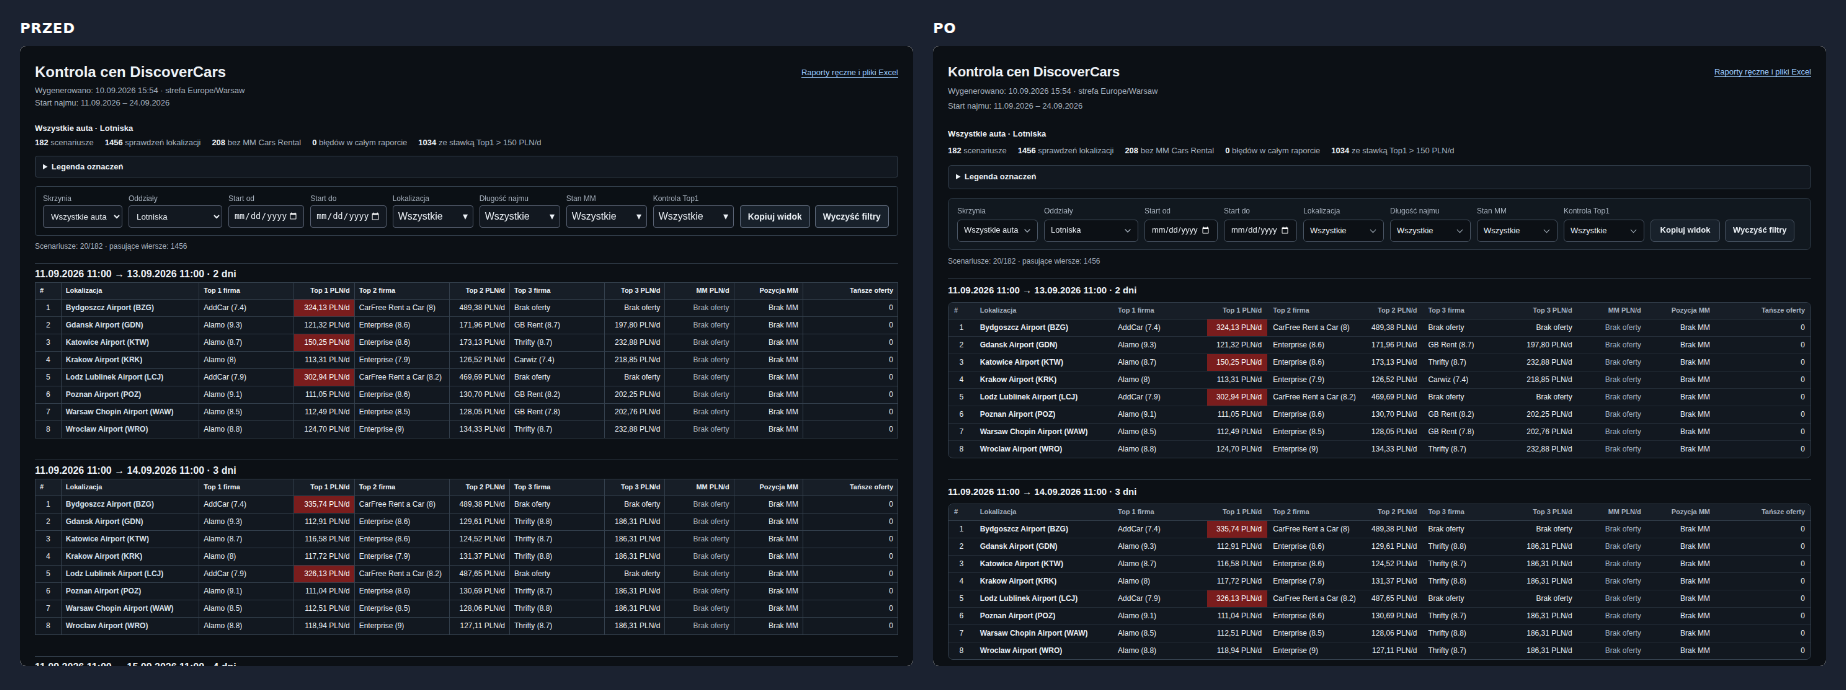 PRZED
Kontrola cen DiscoverCars
Raporty ręczne i pliki Excel
Wygenerowano: 10.09.2026 15:54 · strefa Europe/Warsaw
Start najmu: 11.09.2026 – 24.09.2026
Wszystkie auta · Lotniska
182 scenariusze 1456 sprawdzeń lokalizacji 208 bez MM Cars Rental 0 błędów w całym raporcie 1034 ze stawką Top1 > 150 PLN/d
▶ Legenda oznaczeń
Skrzynia Oddziały Start od Start do Lokalizacja Długość najmu Stan MM Kontrola Top1
Wszystkie auta Lotniska mm/dd/yyyy mm/dd/yyyy Wszystkie Wszystkie Wszystkie Wszystkie Kopiuj widok Wyczyść filtry
Scenariusze: 20/182 · pasujące wiersze: 1456
11.09.2026 11:00 → 13.09.2026 11:00 · 2 dni
# Lokalizacja Top 1 firma Top 1 PLN/d Top 2 firma Top 2 PLN/d Top 3 firma Top 3 PLN/d MM PLN/d Pozycja MM Tańsze oferty
1 Bydgoszcz Airport (BZG) AddCar (7.4) 324,13 PLN/d CarFree Rent a Car (8) 489,38 PLN/d Brak oferty Brak oferty Brak oferty Brak MM 0
2 Gdansk Airport (GDN) Alamo (9.3) 121,32 PLN/d Enterprise (8.6) 171,96 PLN/d GB Rent (8.7) 197,80 PLN/d Brak oferty Brak MM 0
3 Katowice Airport (KTW) Alamo (8.7) 150,25 PLN/d Enterprise (8.6) 173,13 PLN/d Thrifty (8.7) 232,88 PLN/d Brak oferty Brak MM 0
4 Krakow Airport (KRK) Alamo (8) 113,31 PLN/d Enterprise (7.9) 126,52 PLN/d Carwiz (7.4) 218,85 PLN/d Brak oferty Brak MM 0
5 Lodz Lublinek Airport (LCJ) AddCar (7.9) 302,94 PLN/d CarFree Rent a Car (8.2) 469,69 PLN/d Brak oferty Brak oferty Brak oferty Brak MM 0
6 Poznan Airport (POZ) Alamo (9.1) 111,05 PLN/d Enterprise (8.6) 130,70 PLN/d GB Rent (8.2) 202,25 PLN/d Brak oferty Brak MM 0
7 Warsaw Chopin Airport (WAW) Alamo (8.5) 112,49 PLN/d Enterprise (8.5) 128,05 PLN/d GB Rent (7.8) 202,76 PLN/d Brak oferty Brak MM 0
8 Wroclaw Airport (WRO) Alamo (8.8) 124,70 PLN/d Enterprise (9) 134,33 PLN/d Thrifty (8.7) 232,88 PLN/d Brak oferty Brak MM 0
11.09.2026 11:00 → 14.09.2026 11:00 · 3 dni
# Lokalizacja Top 1 firma Top 1 PLN/d Top 2 firma Top 2 PLN/d Top 3 firma Top 3 PLN/d MM PLN/d Pozycja MM Tańsze oferty
1 Bydgoszcz Airport (BZG) AddCar (7.4) 335,74 PLN/d CarFree Rent a Car (8) 489,38 PLN/d Brak oferty Brak oferty Brak oferty Brak MM 0
2 Gdansk Airport (GDN) Alamo (9.3) 112,91 PLN/d Enterprise (8.6) 129,61 PLN/d Thrifty (8.8) 186,31 PLN/d Brak oferty Brak MM 0
3 Katowice Airport (KTW) Alamo (8.7) 116,58 PLN/d Enterprise (8.6) 124,52 PLN/d Thrifty (8.7) 186,31 PLN/d Brak oferty Brak MM 0
4 Krakow Airport (KRK) Alamo (8) 117,72 PLN/d Enterprise (7.9) 131,37 PLN/d Thrifty (8.8) 186,31 PLN/d Brak oferty Brak MM 0
5 Lodz Lublinek Airport (LCJ) AddCar (7.9) 326,13 PLN/d CarFree Rent a Car (8.2) 487,65 PLN/d Brak oferty Brak oferty Brak oferty Brak MM 0
6 Poznan Airport (POZ) Alamo (9.1) 111,04 PLN/d Enterprise (8.6) 130,69 PLN/d Thrifty (8.7) 186,31 PLN/d Brak oferty Brak MM 0
7 Warsaw Chopin Airport (WAW) Alamo (8.5) 112,51 PLN/d Enterprise (8.5) 128,06 PLN/d Thrifty (8.8) 186,31 PLN/d Brak oferty Brak MM 0
8 Wroclaw Airport (WRO) Alamo (8.8) 118,94 PLN/d Enterprise (9) 127,11 PLN/d Thrifty (8.7) 186,31 PLN/d Brak oferty Brak MM 0
11.09.2026 11:00 → 15.09.2026 11:00 · 4 dni
PO
Kontrola cen DiscoverCars
Raporty ręczne i pliki Excel
Wygenerowano: 10.09.2026 15:54 · strefa Europe/Warsaw
Start najmu: 11.09.2026 – 24.09.2026
Wszystkie auta · Lotniska
182 scenariusze 1456 sprawdzeń lokalizacji 208 bez MM Cars Rental 0 błędów w całym raporcie 1034 ze stawką Top1 > 150 PLN/d
▶ Legenda oznaczeń
Skrzynia Oddziały Start od Start do Lokalizacja Długość najmu Stan MM Kontrola Top1
Wszystkie auta Lotniska mm/dd/yyyy mm/dd/yyyy Wszystkie Wszystkie Wszystkie Wszystkie Kopiuj widok Wyczyść filtry
Scenariusze: 20/182 · pasujące wiersze: 1456
11.09.2026 11:00 → 13.09.2026 11:00 · 2 dni
# Lokalizacja Top 1 firma Top 1 PLN/d Top 2 firma Top 2 PLN/d Top 3 firma Top 3 PLN/d MM PLN/d Pozycja MM Tańsze oferty
1 Bydgoszcz Airport (BZG) AddCar (7.4) 324,13 PLN/d CarFree Rent a Car (8) 489,38 PLN/d Brak oferty Brak oferty Brak oferty Brak MM 0
2 Gdansk Airport (GDN) Alamo (9.3) 121,32 PLN/d Enterprise (8.6) 171,96 PLN/d GB Rent (8.7) 197,80 PLN/d Brak oferty Brak MM 0
3 Katowice Airport (KTW) Alamo (8.7) 150,25 PLN/d Enterprise (8.6) 173,13 PLN/d Thrifty (8.7) 232,88 PLN/d Brak oferty Brak MM 0
4 Krakow Airport (KRK) Alamo (8) 113,31 PLN/d Enterprise (7.9) 126,52 PLN/d Carwiz (7.4) 218,85 PLN/d Brak oferty Brak MM 0
5 Lodz Lublinek Airport (LCJ) AddCar (7.9) 302,94 PLN/d CarFree Rent a Car (8.2) 469,69 PLN/d Brak oferty Brak oferty Brak oferty Brak MM 0
6 Poznan Airport (POZ) Alamo (9.1) 111,05 PLN/d Enterprise (8.6) 130,70 PLN/d GB Rent (8.2) 202,25 PLN/d Brak oferty Brak MM 0
7 Warsaw Chopin Airport (WAW) Alamo (8.5) 112,49 PLN/d Enterprise (8.5) 128,05 PLN/d GB Rent (7.8) 202,76 PLN/d Brak oferty Brak MM 0
8 Wroclaw Airport (WRO) Alamo (8.8) 124,70 PLN/d Enterprise (9) 134,33 PLN/d Thrifty (8.7) 232,88 PLN/d Brak oferty Brak MM 0
11.09.2026 11:00 → 14.09.2026 11:00 · 3 dni
# Lokalizacja Top 1 firma Top 1 PLN/d Top 2 firma Top 2 PLN/d Top 3 firma Top 3 PLN/d MM PLN/d Pozycja MM Tańsze oferty
1 Bydgoszcz Airport (BZG) AddCar (7.4) 335,74 PLN/d CarFree Rent a Car (8) 489,38 PLN/d Brak oferty Brak oferty Brak oferty Brak MM 0
2 Gdansk Airport (GDN) Alamo (9.3) 112,91 PLN/d Enterprise (8.6) 129,61 PLN/d Thrifty (8.8) 186,31 PLN/d Brak oferty Brak MM 0
3 Katowice Airport (KTW) Alamo (8.7) 116,58 PLN/d Enterprise (8.6) 124,52 PLN/d Thrifty (8.7) 186,31 PLN/d Brak oferty Brak MM 0
4 Krakow Airport (KRK) Alamo (8) 117,72 PLN/d Enterprise (7.9) 131,37 PLN/d Thrifty (8.8) 186,31 PLN/d Brak oferty Brak MM 0
5 Lodz Lublinek Airport (LCJ) AddCar (7.9) 326,13 PLN/d CarFree Rent a Car (8.2) 487,65 PLN/d Brak oferty Brak oferty Brak oferty Brak MM 0
6 Poznan Airport (POZ) Alamo (9.1) 111,04 PLN/d Enterprise (8.6) 130,69 PLN/d Thrifty (8.7) 186,31 PLN/d Brak oferty Brak MM 0
7 Warsaw Chopin Airport (WAW) Alamo (8.5) 112,51 PLN/d Enterprise (8.5) 128,06 PLN/d Thrifty (8.8) 186,31 PLN/d Brak oferty Brak MM 0
8 Wroclaw Airport (WRO) Alamo (8.8) 118,94 PLN/d Enterprise (9) 127,11 PLN/d Thrifty (8.7) 186,31 PLN/d Brak oferty Brak MM 0